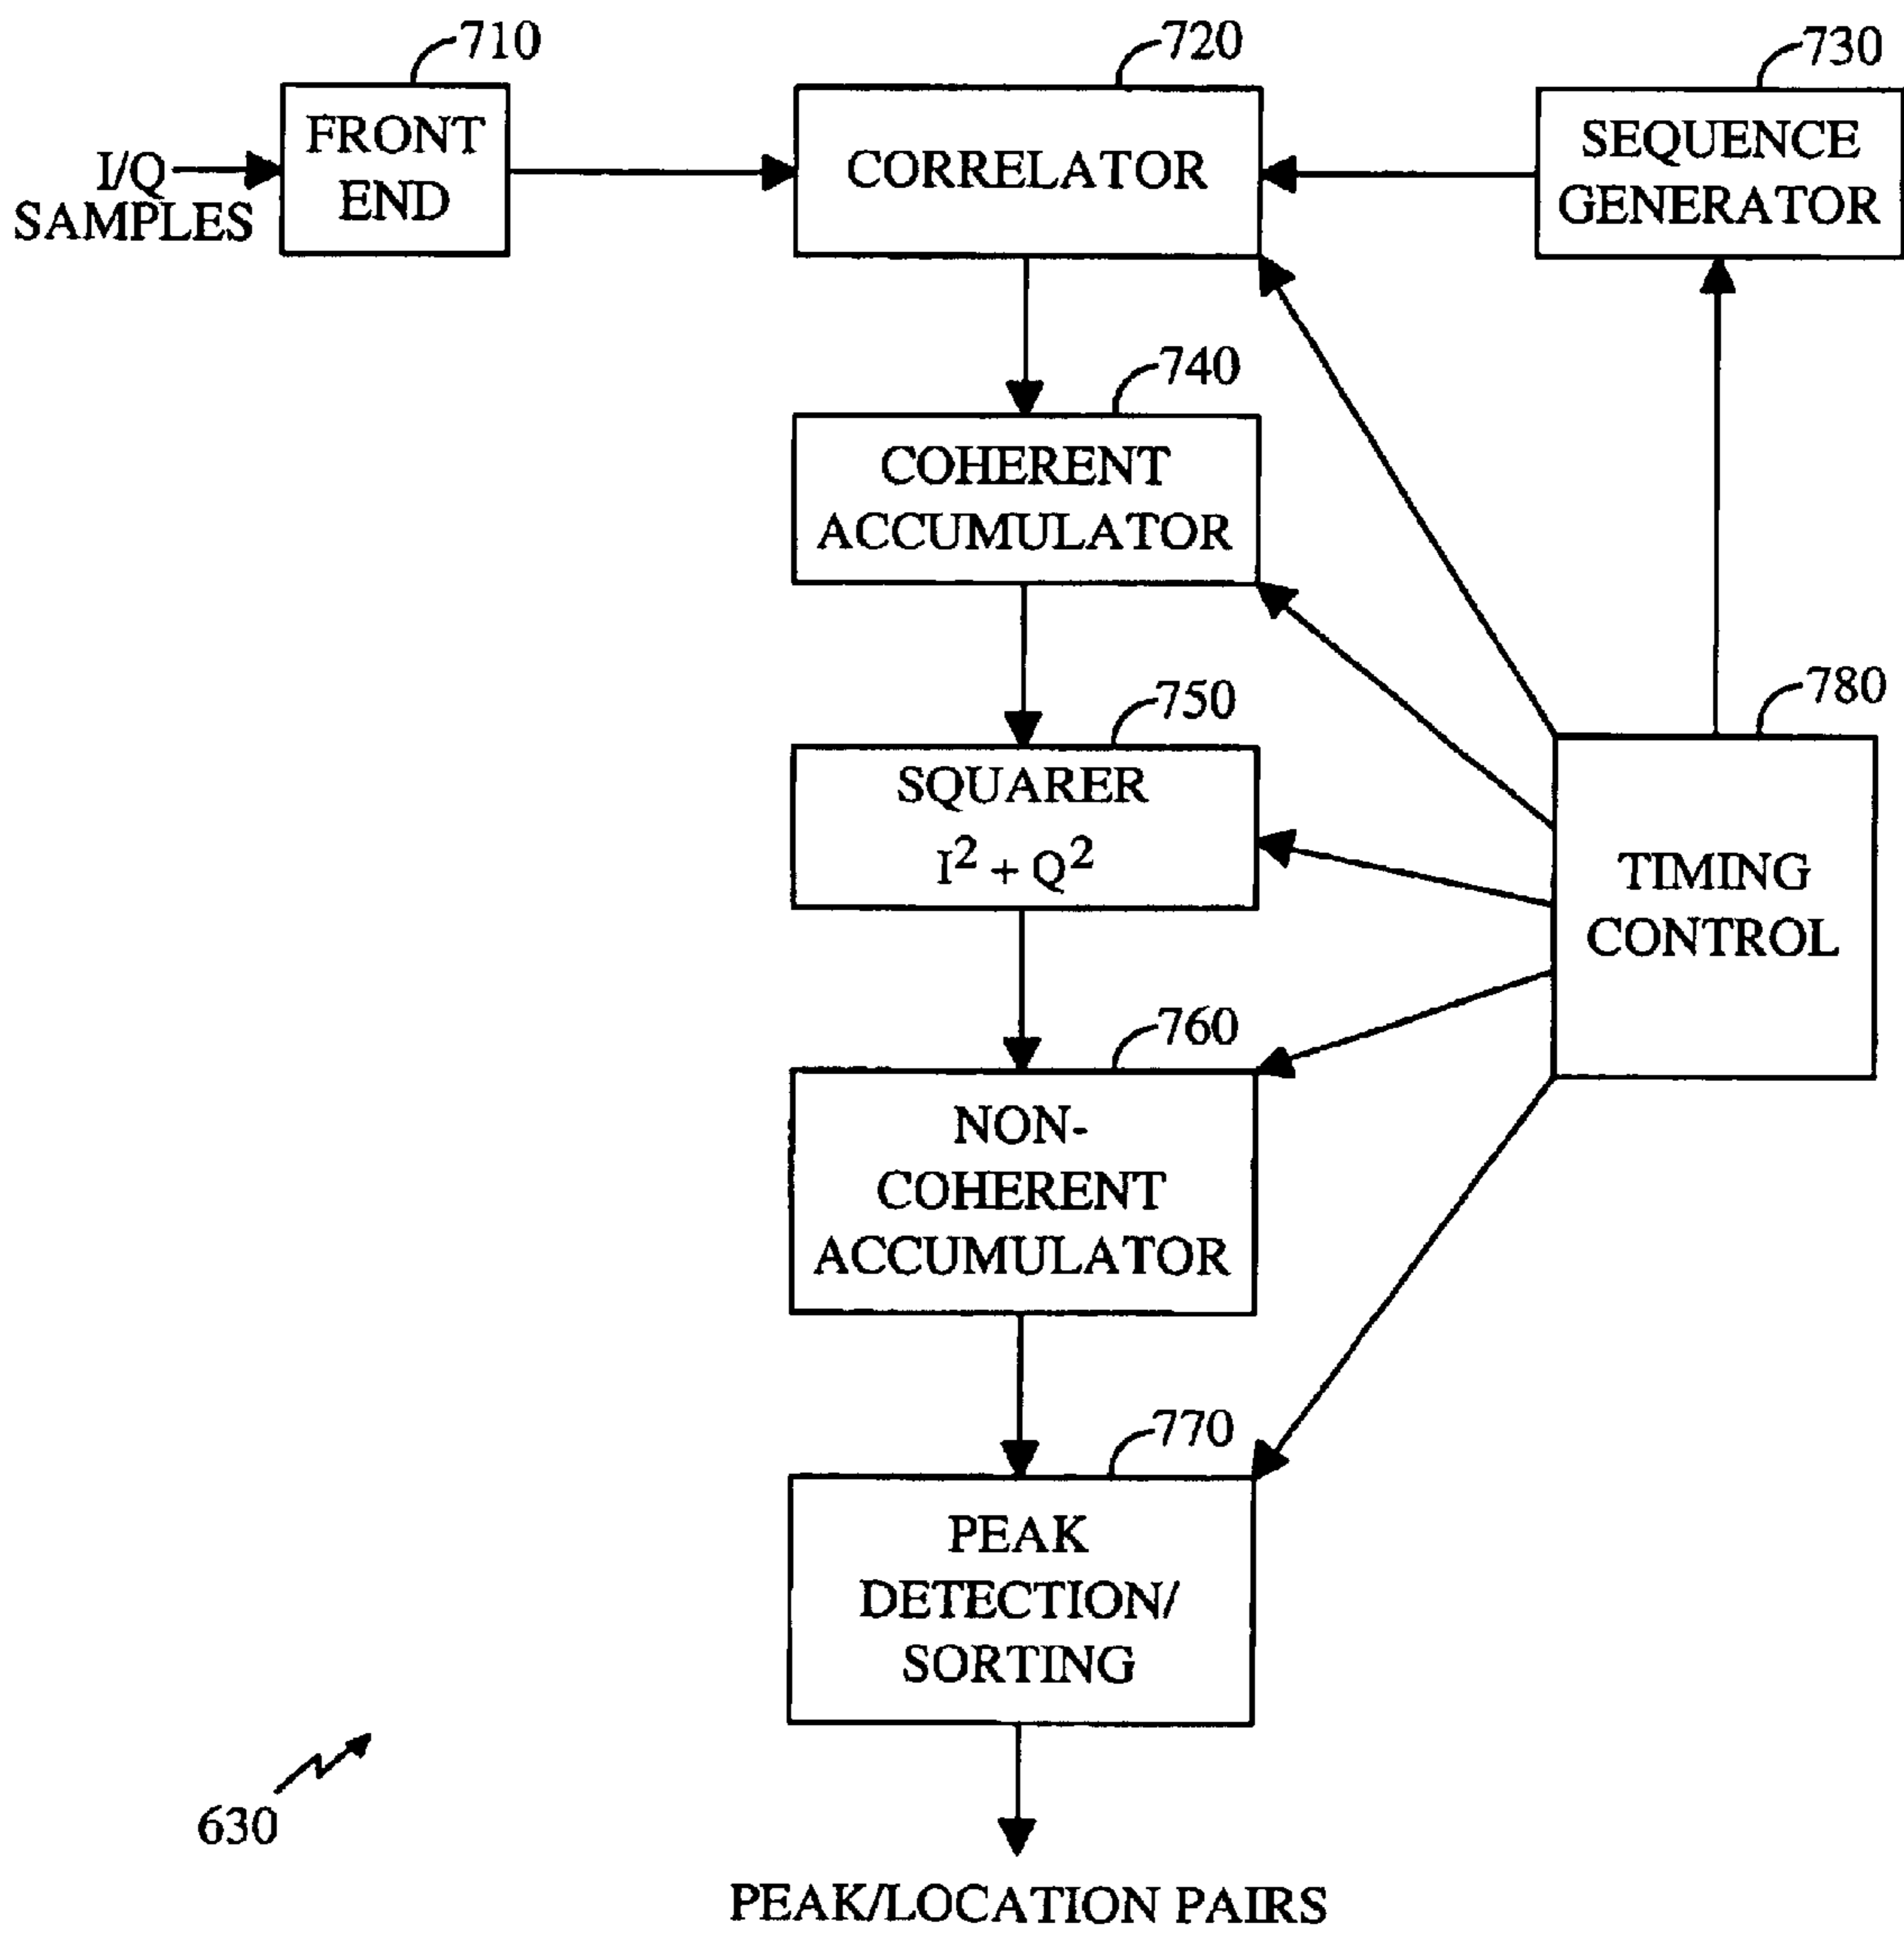 710
720
730
FRONT
END
I/Q
SAMPLES
CORRELATOR
SEQUENCE
GENERATOR
740
COHERENT
ACCUMULATOR
750
SQUARER
I² + Q²
780
TIMING
CONTROL
760
NON-
COHERENT
ACCUMULATOR
770
PEAK
DETECTION/
SORTING
630
PEAK/LOCATION PAIRS